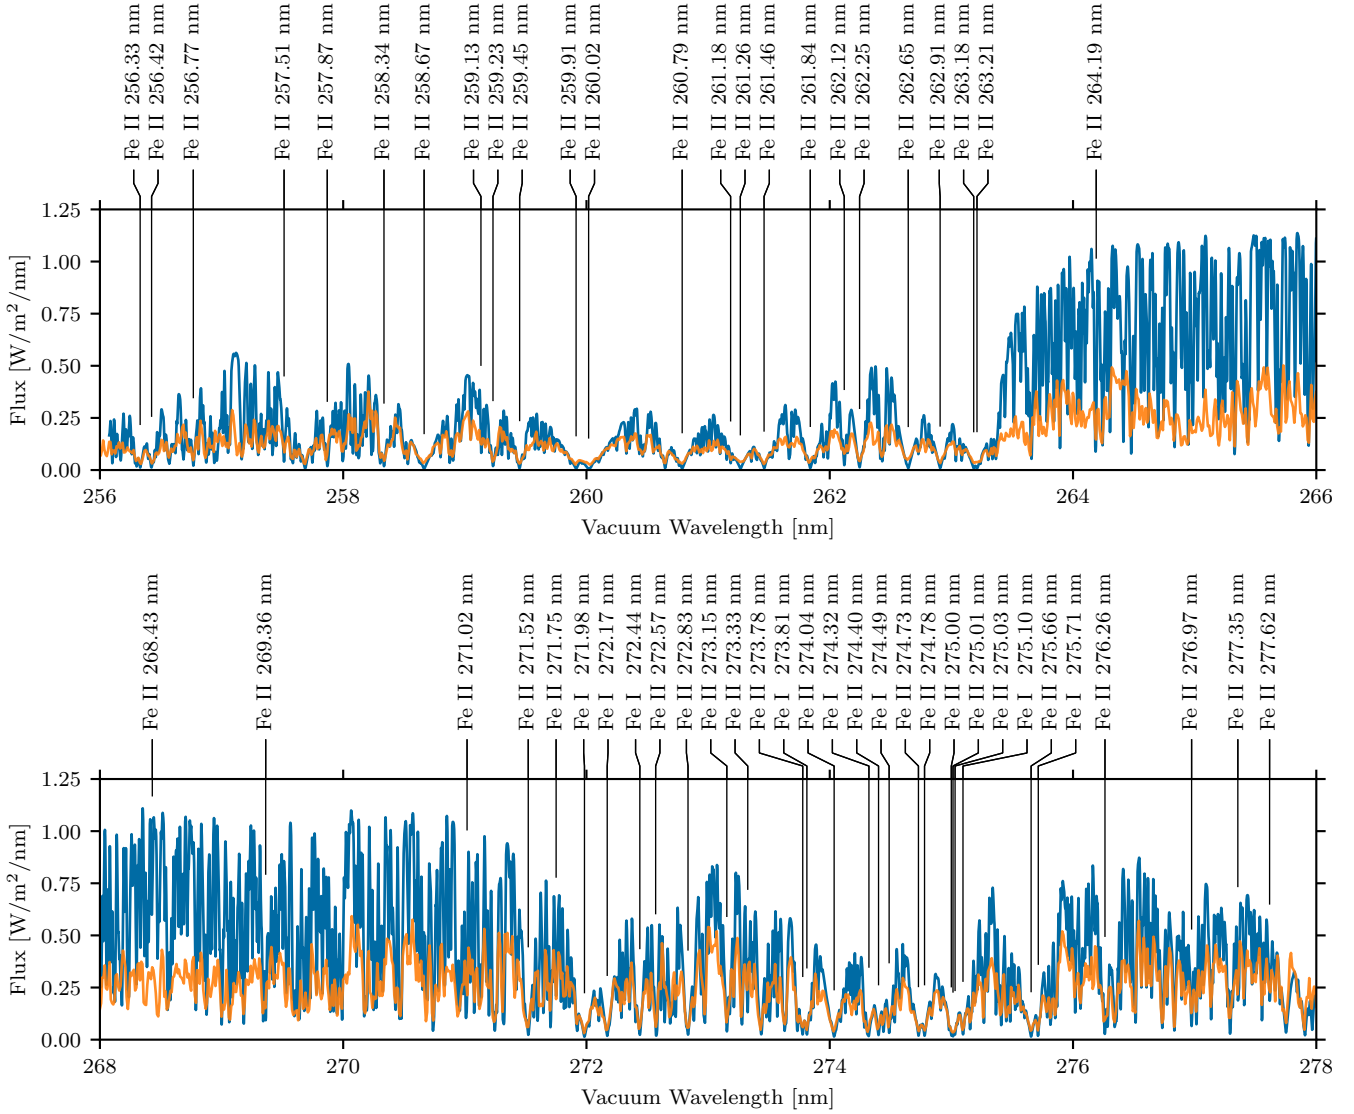 Fe II 256.33 nm
Fe II 256.42 nm
Fe II 256.77 nm
Fe II 257.51 nm
Fe II 257.87 nm
Fe II 258.34 nm
Fe II 258.67 nm
Fe II 259.13 nm
Fe II 259.23 nm
Fe II 259.45 nm
Fe II 259.91 nm
Fe II 260.02 nm
Fe II 260.79 nm
Fe II 261.18 nm
Fe II 261.26 nm
Fe II 261.46 nm
Fe II 261.84 nm
Fe II 262.12 nm
Fe II 262.25 nm
Fe II 262.65 nm
Fe II 262.91 nm
Fe II 263.18 nm
Fe II 263.21 nm
Fe II 264.19 nm
Flux [W/m²/nm]
1.25
1.00
0.75
0.50
0.25
0.00
256 258 260 262 264 266
Vacuum Wavelength [nm]
Fe II 268.43 nm
Fe II 269.36 nm
Fe II 271.02 nm
Fe II 271.52 nm
Fe II 271.75 nm
Fe I 271.98 nm
Fe I 272.17 nm
Fe I 272.44 nm
Fe II 272.57 nm
Fe II 272.83 nm
Fe II 273.15 nm
Fe II 273.33 nm
Fe II 273.78 nm
Fe I 273.81 nm
Fe II 274.04 nm
Fe I 274.32 nm
Fe II 274.40 nm
Fe I 274.49 nm
Fe II 274.73 nm
Fe II 274.78 nm
Fe II 275.00 nm
Fe II 275.01 nm
Fe II 275.03 nm
Fe I 275.10 nm
Fe II 275.66 nm
Fe I 275.71 nm
Fe II 276.26 nm
Fe II 276.97 nm
Fe II 277.35 nm
Fe II 277.62 nm
Flux [W/m²/nm]
1.25
1.00
0.75
0.50
0.25
0.00
268 270 272 274 276 278
Vacuum Wavelength [nm]